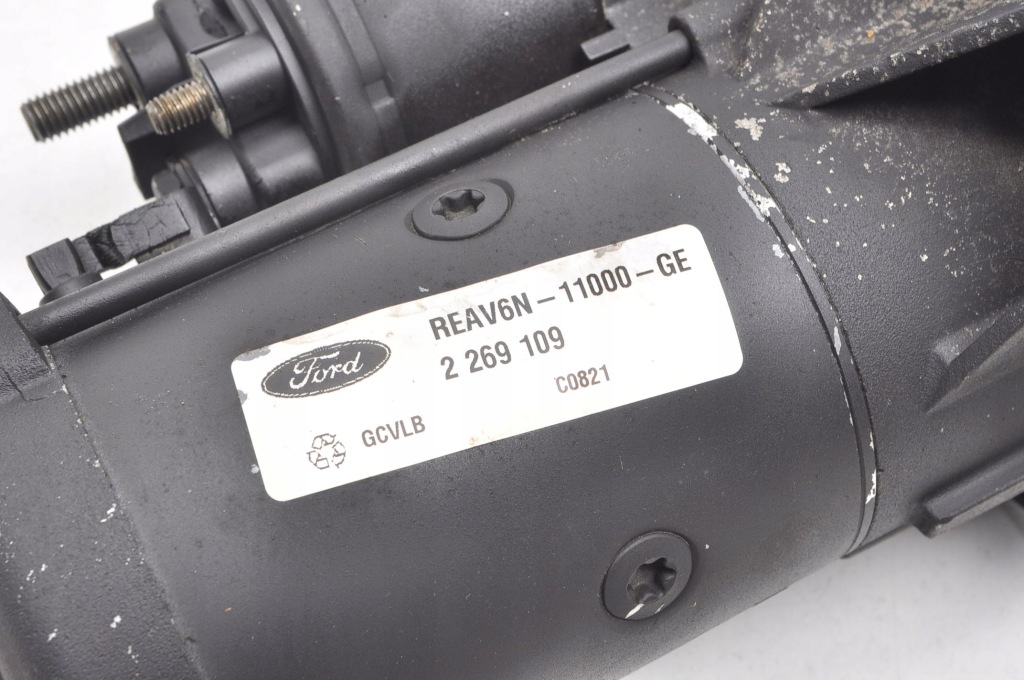 REAV6N-11000-GE
Ford
2 269 109
C0821
GCVLB